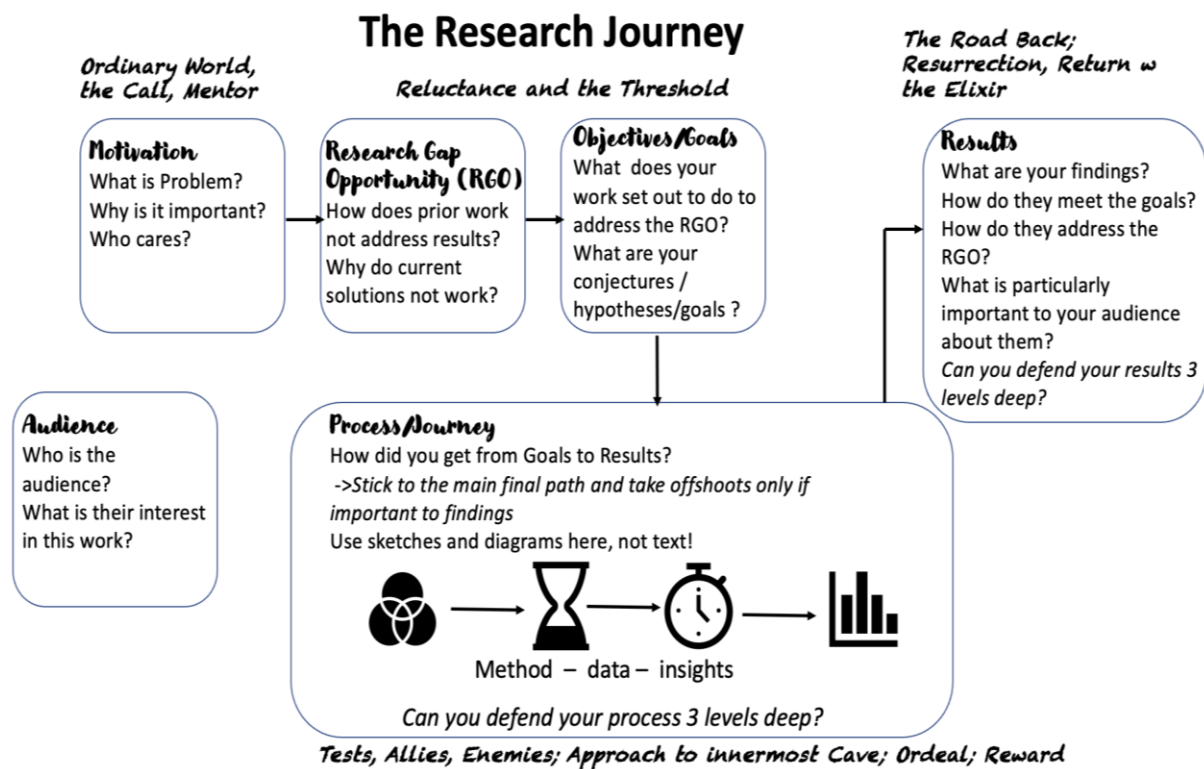 The Research Journey
Ordinary World,
the Call, Mentor
Reluctance and the Threshold
The Road Back;
Resurrection, Return w
the Elixir
Motivation
What is Problem?
Why is it important?
Who cares?
Research Gap
Opportunity (RGO)
How does prior work
not address results?
Why do current
solutions not work?
Objectives/Goals
What does your
work set out to do to
address the RGO?
What are your
conjectures /
hypotheses/goals ?
Results
What are your findings?
How do they meet the goals?
How do they address the
RGO?
What is particularly
important to your audience
about them?
Can you defend your results 3
levels deep?
Audience
Who is the
audience?
What is their interest
in this work?
Process/Journey
How did you get from Goals to Results?
->Stick to the main final path and take offshoots only if
important to findings
Use sketches and diagrams here, not text!
Method – data – insights
Can you defend your process 3 levels deep?
Tests, Allies, Enemies; Approach to innermost Cave; Ordeal; Reward